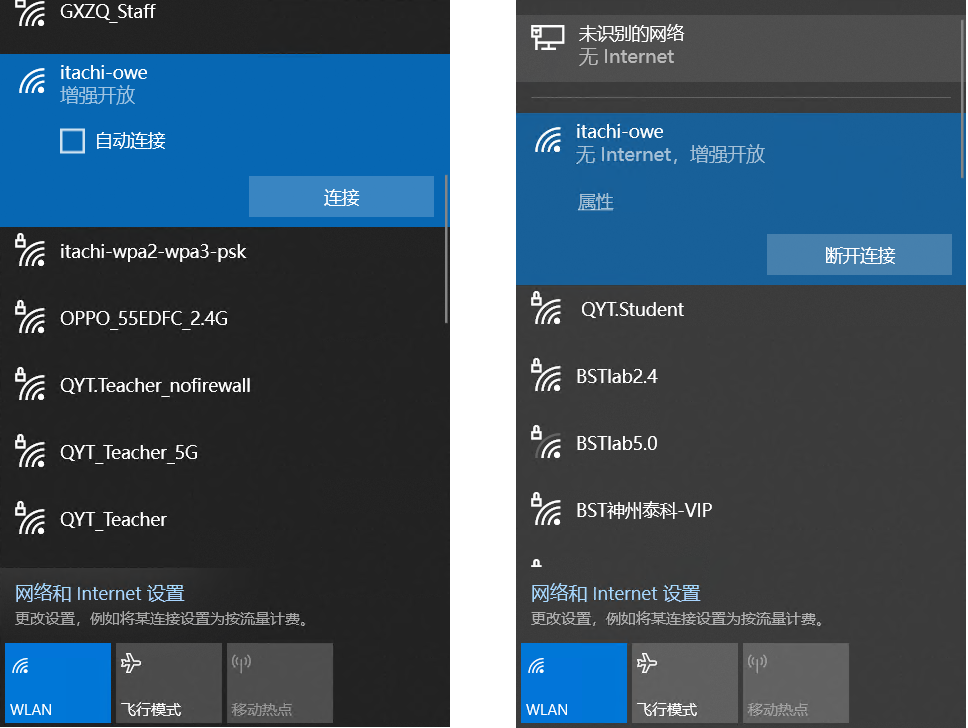 GXZQ_Staff
itachi-owe
增强开放
自动连接
连接
itachi-wpa2-wpa3-psk
OPPO_55EDFC_2.4G
QYT.Teacher_nofirewall
QYT_Teacher_5G
QYT_Teacher
网络和 Internet 设置
更改设置，例如将某连接设置为按流量计费。
WLAN
飞行模式
移动热点
未识别的网络
无 Internet
itachi-owe
无 Internet，增强开放
属性
断开连接
QYT.Student
BSTlab2.4
BSTlab5.0
BST神州泰科-VIP
网络和 Internet 设置
更改设置，例如将某连接设置为按流量计费。
WLAN
飞行模式
移动热点